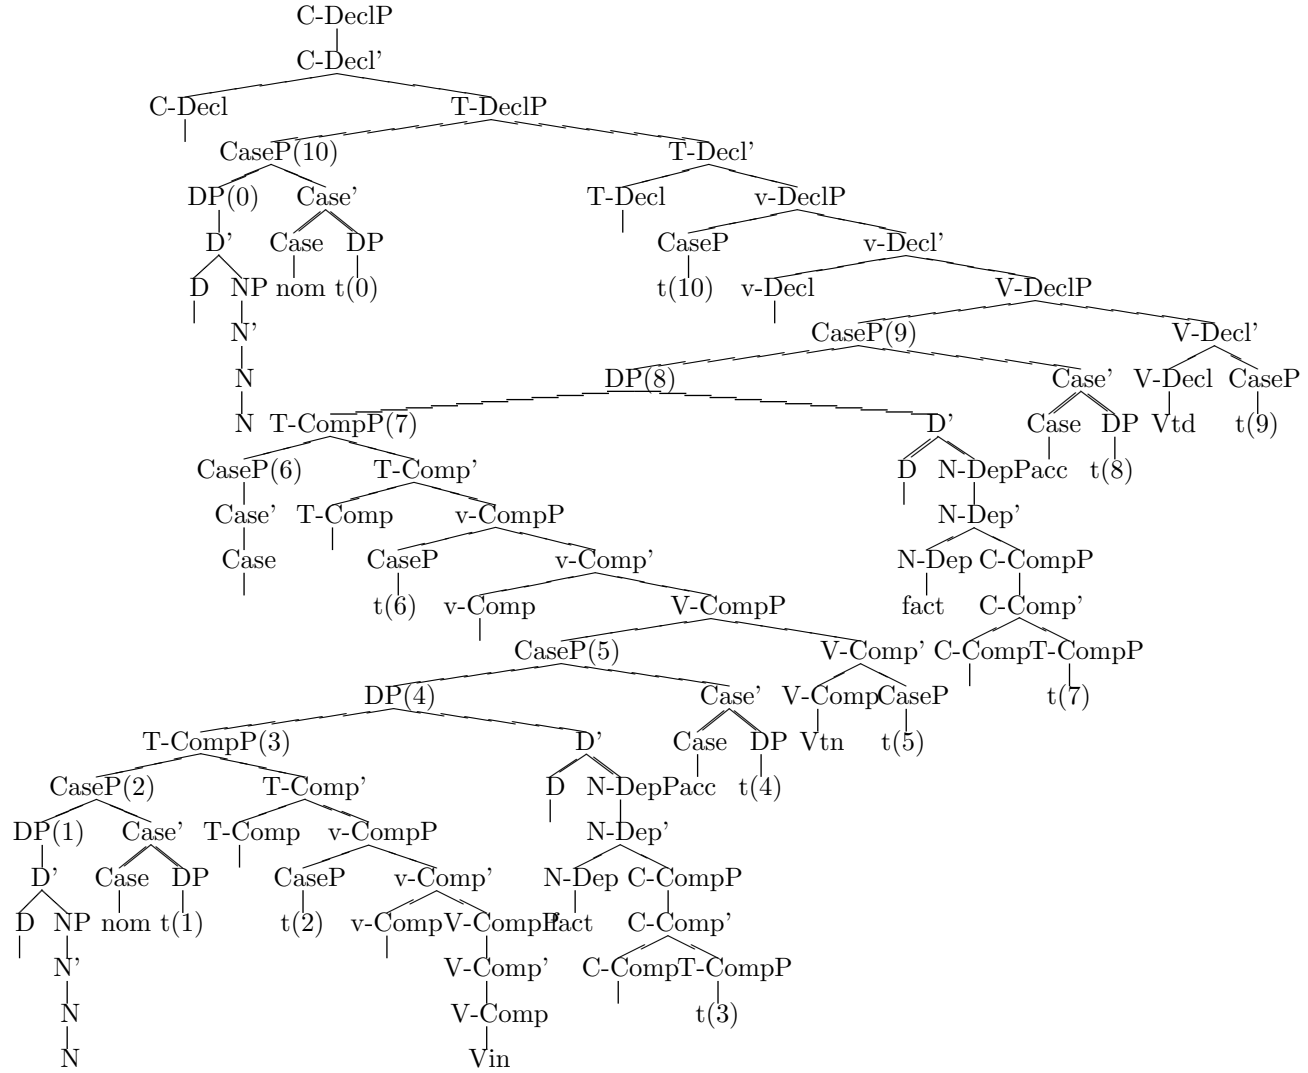 C-DeclP
C-Decl'
C-Decl T-DeclP
CaseP(10) T-Decl'
DP(0) Case' T-Decl v-DeclP
D' Case DP CaseP v-Decl'
D NP nom t(0) t(10) v-Decl V-DeclP
N' CaseP(9) V-Decl'
N DP(8) Case' V-Decl CaseP
N T-CompP(7) D' Case DP Vtd t(9)
CaseP(6) T-Comp' D N-DepP acc t(8)
Case' T-Comp v-CompP N-Dep'
Case CaseP v-Comp' N-Dep C-CompP
t(6) v-Comp V-CompP fact C-Comp'
CaseP(5) V-Comp' C-Comp T-CompP
DP(4) Case' V-Comp CaseP t(7)
T-CompP(3) D' Case DP Vtn t(5)
CaseP(2) T-Comp' D N-DepP acc t(4)
DP(1) Case' T-Comp v-CompP N-Dep'
D' Case DP CaseP v-Comp' N-Dep C-CompP
D NP nom t(1) t(2) v-Comp V-CompP fact C-Comp'
N' V-Comp' C-Comp T-CompP
N V-Comp t(3)
N Vin